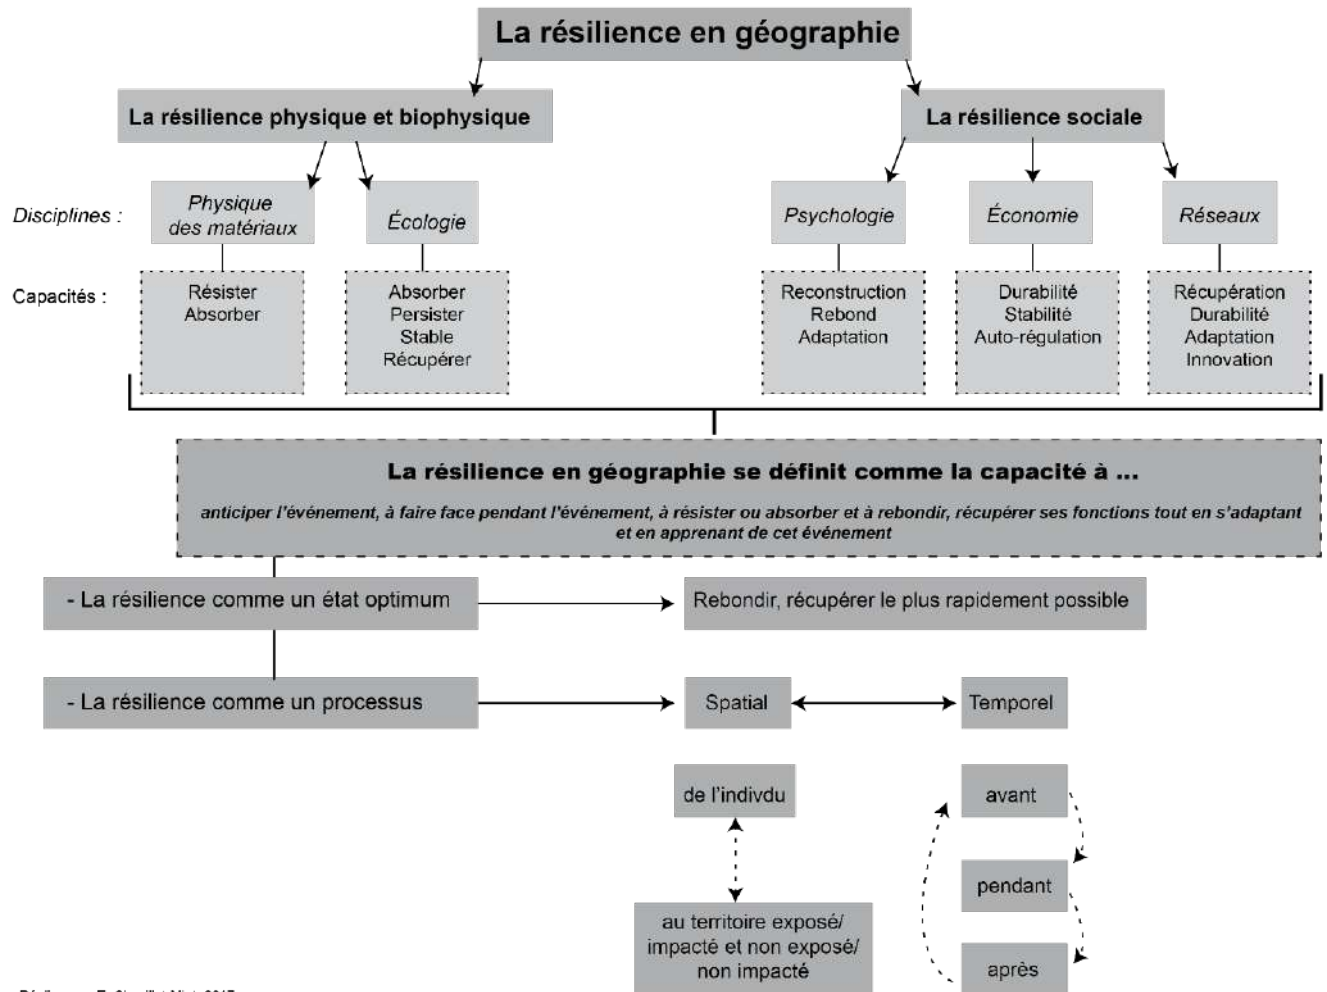 La résilience en géographie
La résilience physique et biophysique
La résilience sociale
Disciplines :
Physique
des matériaux
Écologie
Psychologie
Économie
Réseaux
Capacités :
Résister
Absorber
Absorber
Persister
Stable
Récupérer
Reconstruction
Rebond
Adaptation
Durabilité
Stabilité
Auto-régulation
Récupération
Durabilité
Adaptation
Innovation
La résilience en géographie se définit comme la capacité à ...
anticiper l'événement, à faire face pendant l'événement, à résister ou absorber et à rebondir, récupérer ses fonctions tout en s'adaptant
et en apprenant de cet événement
- La résilience comme un état optimum
Rebondir, récupérer le plus rapidement possible
- La résilience comme un processus
Spatial
Temporel
de l'indivdu
avant
pendant
au territoire exposé/
impacté et non exposé/
non impacté
après